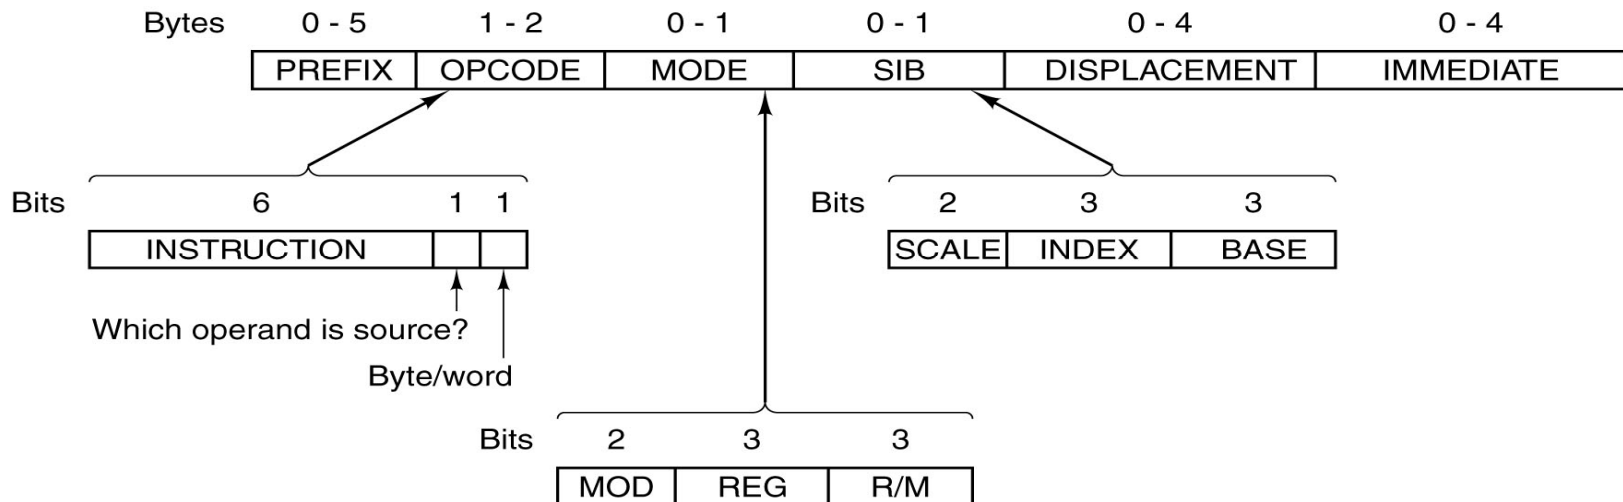 Bytes 0 - 5 1 - 2 0 - 1 0 - 1 0 - 4 0 - 4
PREFIX OPCODE MODE SIB DISPLACEMENT IMMEDIATE
Bits 6 1 1
INSTRUCTION
Which operand is source?
Byte/word
Bits 2 3 3
SCALE INDEX BASE
Bits 2 3 3
MOD REG R/M